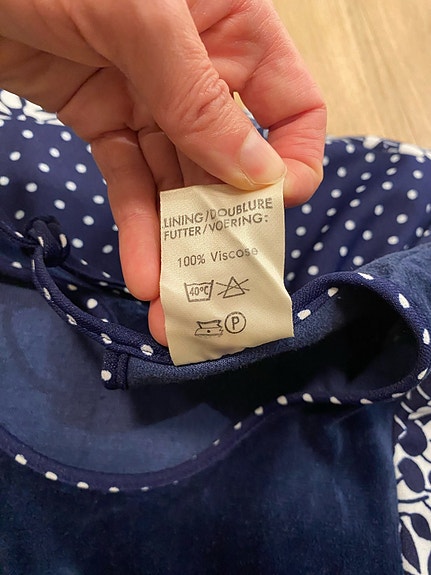 LINING/DOUBLURE
FUTTER/VOERING:
100% Viscose
40°C
P